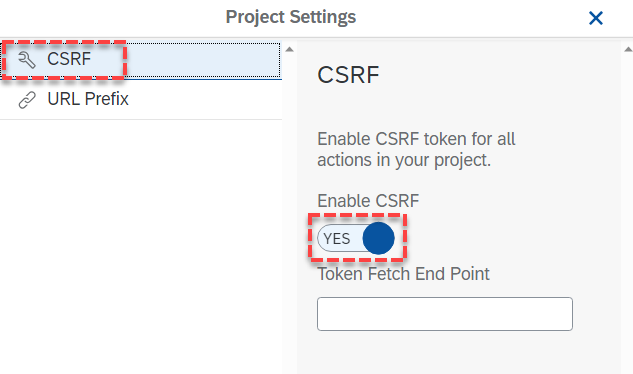 Project Settings
CSRF
URL Prefix
CSRF
Enable CSRF token for all
actions in your project.
Enable CSRF
YES
Token Fetch End Point